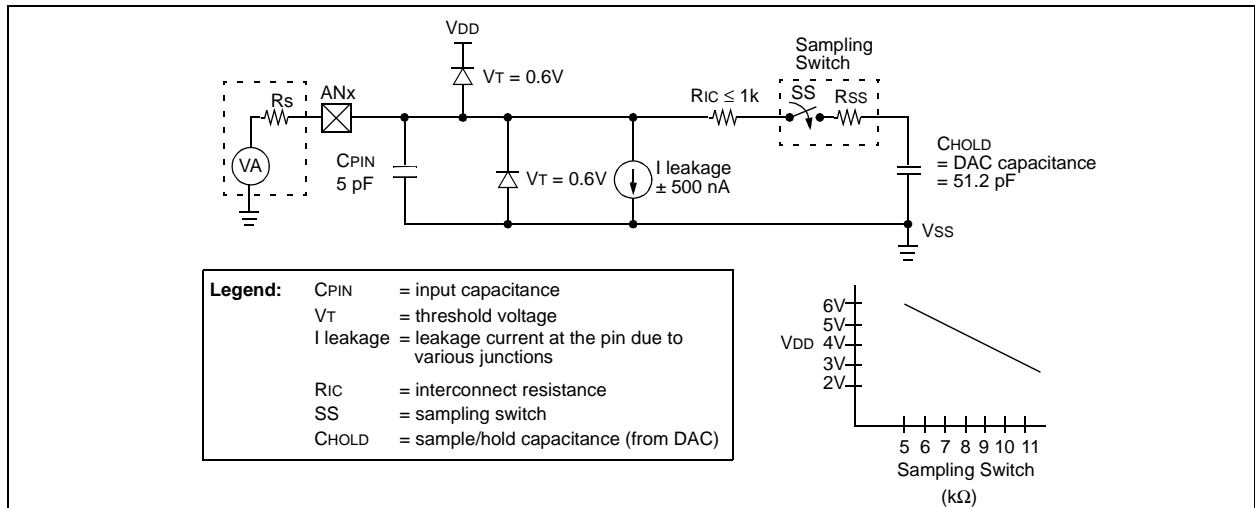 VDD
Sampling
Switch
VT = 0.6V
Rs
ANx
RIC ≤ 1k
SS
RSS
VA
CPIN
5 pF
VT = 0.6V
I leakage
± 500 nA
CHOLD
= DAC capacitance
= 51.2 pF
VSS
Legend: CPIN = input capacitance
VT = threshold voltage
I leakage = leakage current at the pin due to
various junctions
RIC = interconnect resistance
SS = sampling switch
CHOLD = sample/hold capacitance (from DAC)
6V
5V
VDD 4V
3V
2V
5 6 7 8 9 10 11
Sampling Switch
(kΩ)